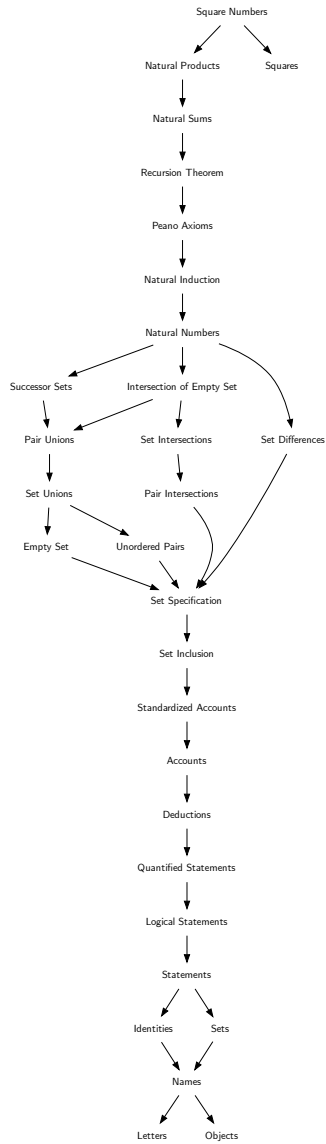 Square Numbers
Natural Products
Squares
Natural Sums
Recursion Theorem
Peano Axioms
Natural Induction
Natural Numbers
Successor Sets
Intersection of Empty Set
Pair Unions
Set Intersections
Set Differences
Set Unions
Pair Intersections
Empty Set
Unordered Pairs
Set Specification
Set Inclusion
Standardized Accounts
Accounts
Deductions
Quantified Statements
Logical Statements
Statements
Identities
Sets
Names
Letters
Objects